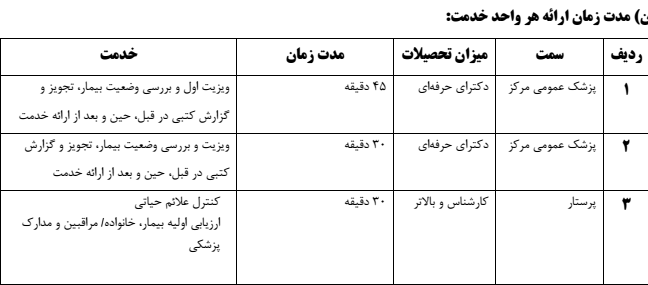 ن) مدت زمان ارائه هر واحد خدمت:
ردیف سمت میزان تحصیلات مدت زمان خدمت
۱ پزشک عمومی مرکز دکترای حرفه‌ای ۴۵ دقیقه ویزیت اول و بررسی وضعیت بیمار، تجویز و
گزارش کتبی در قبل، حین و بعد از ارائه خدمت
۲ پزشک عمومی مرکز دکترای حرفه‌ای ۳۰ دقیقه ویزیت و بررسی وضعیت بیمار، تجویز و گزارش
کتبی در قبل، حین و بعد از ارائه خدمت
۳ پرستار کارشناس و بالاتر ۳۰ دقیقه کنترل علائم حیاتی
ارزیابی اولیه بیمار، خانواده/ مراقبین و مدارک
پزشکی